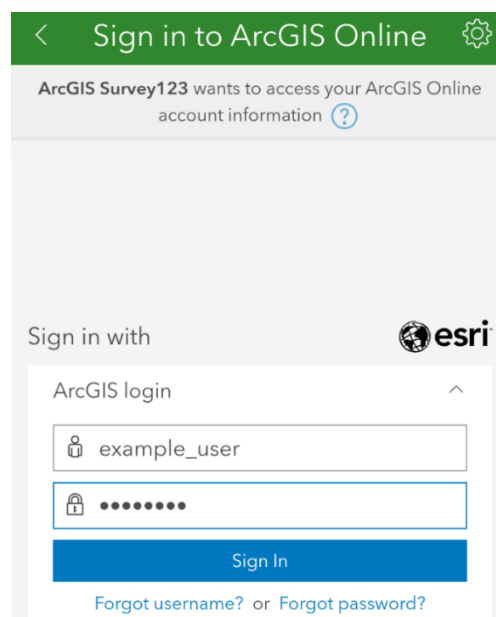 Sign in to ArcGIS Online
ArcGIS Survey123 wants to access your ArcGIS Online
account information ?
Sign in with
esri
ArcGIS login
example_user
••••••••
Sign In
Forgot username? or Forgot password?